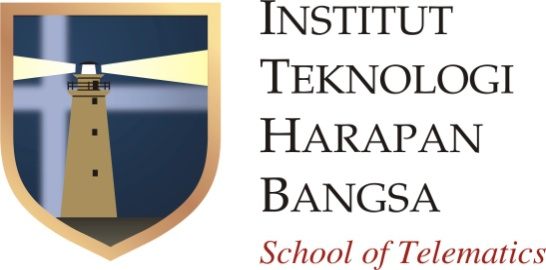 INSTITUT
TEKNOLOGI
HARAPAN
BANGSA
School of Telematics